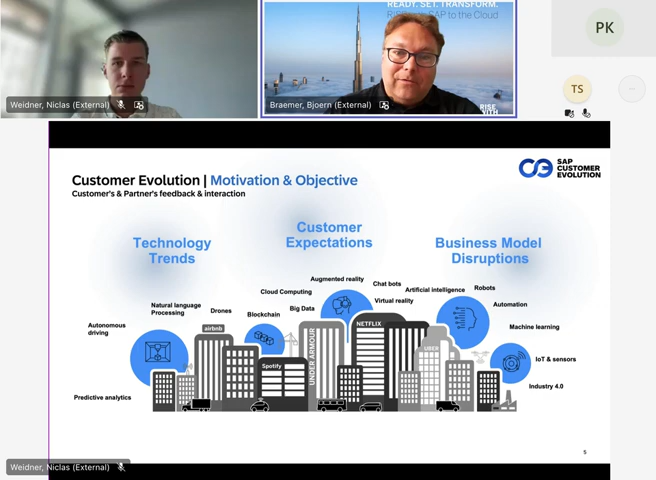 READY. SET. TRANSFORM.
SAP to the Cloud
PK
TS
Weidner, Niclas (External)
Braemer, Bjoern (External)
RISE
WITH
SAP
CUSTOMER
EVOLUTION
Customer Evolution | Motivation & Objective
Customer's & Partner's feedback & interaction
Technology
Trends
Customer
Expectations
Business Model
Disruptions
Augmented reality
Chat bots
Cloud Computing
Artificial intelligence
Robots
Natural language
Processing
Drones
Big Data
Virtual reality
Automation
Blockchain
Autonomous
driving
airbnb
UNDER ARMOUR
NETFLIX
Machine learning
UBER
Spotify
IoT & sensors
Industry 4.0
Predictive analytics
5
Weidner, Niclas (External)